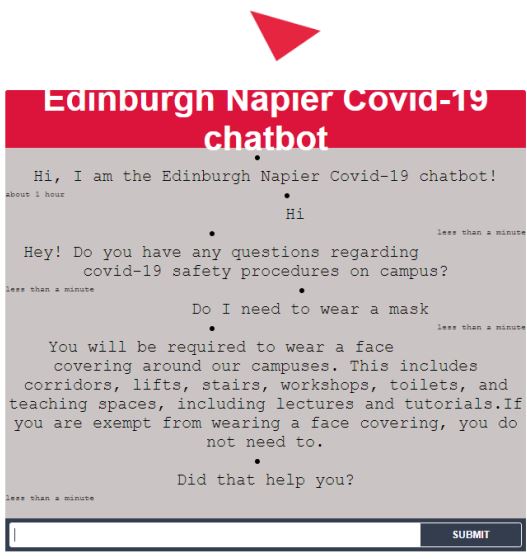 Edinburgh Napier Covid-19
chatbot
Hi, I am the Edinburgh Napier Covid-19 chatbot!
about 1 hour
Hi
less than a minute
Hey! Do you have any questions regarding
covid-19 safety procedures on campus?
less than a minute
Do I need to wear a mask
less than a minute
You will be required to wear a face
covering around our campuses. This includes
corridors, lifts, stairs, workshops, toilets, and
teaching spaces, including lectures and tutorials.If
you are exempt from wearing a face covering, you do
not need to.
Did that help you?
less than a minute
SUBMIT